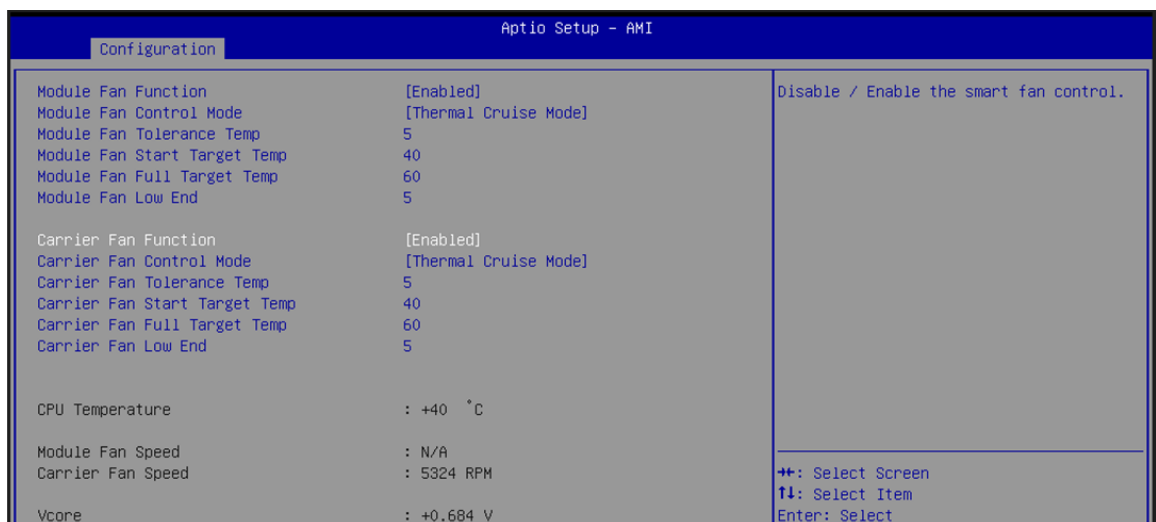 Aptio Setup – AMI
Configuration
Module Fan Function [Enabled]
Module Fan Control Mode [Thermal Cruise Mode]
Module Fan Tolerance Temp 5
Module Fan Start Target Temp 40
Module Fan Full Target Temp 60
Module Fan Low End 5
Carrier Fan Function [Enabled]
Carrier Fan Control Mode [Thermal Cruise Mode]
Carrier Fan Tolerance Temp 5
Carrier Fan Start Target Temp 40
Carrier Fan Full Target Temp 60
Carrier Fan Low End 5
CPU Temperature : +40 °C
Module Fan Speed : N/A
Carrier Fan Speed : 5324 RPM
Vcore : +0.684 V
Disable / Enable the smart fan control.
→←: Select Screen
↑↓: Select Item
Enter: Select